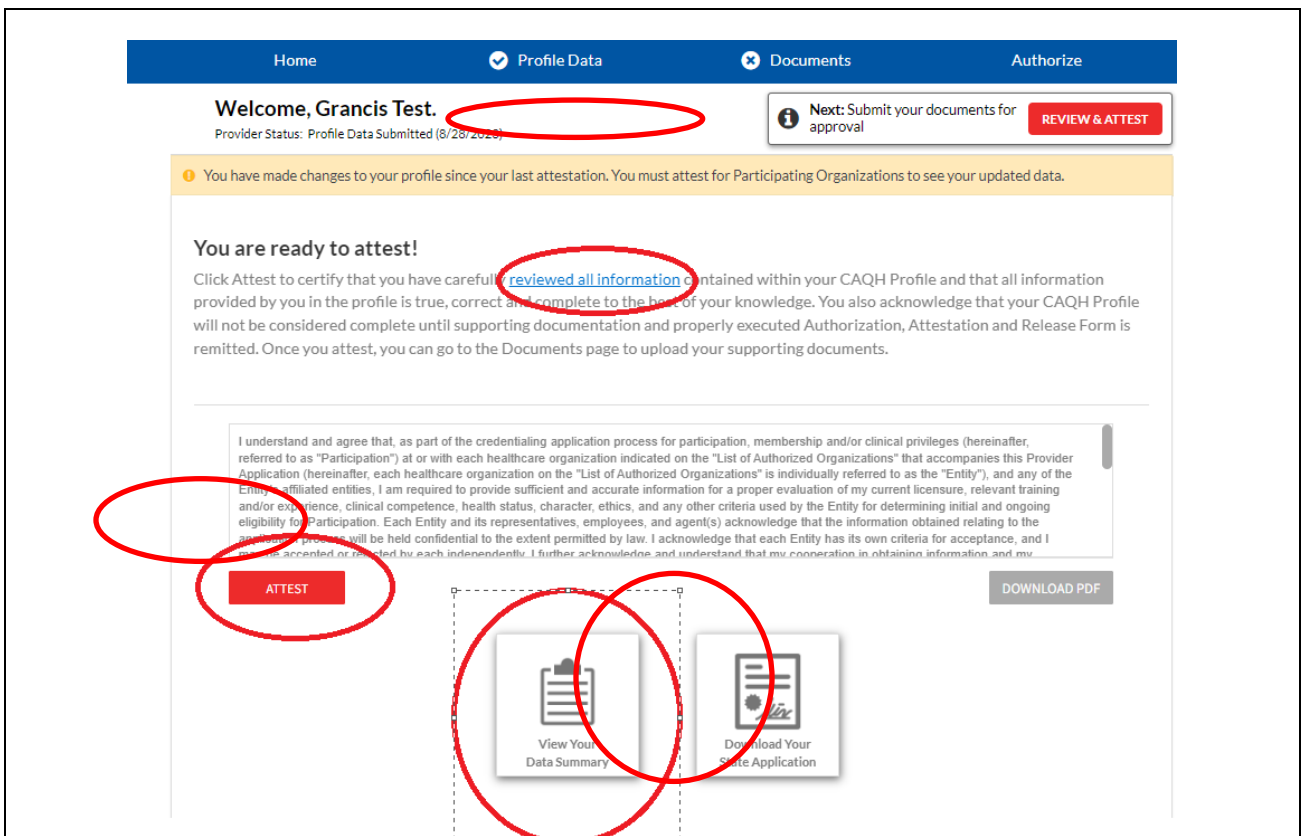 Home Profile Data Documents Authorize
Welcome, Grancis Test.
Provider Status: Profile Data Submitted (8/28/2023)
Next: Submit your documents for
approval
REVIEW & ATTEST
You have made changes to your profile since your last attestation. You must attest for Participating Organizations to see your updated data.
You are ready to attest!
Click Attest to certify that you have carefully reviewed all information contained within your CAQH Profile and that all information
provided by you in the profile is true, correct and complete to the best of your knowledge. You also acknowledge that your CAQH Profile
will not be considered complete until supporting documentation and properly executed Authorization, Attestation and Release Form is
remitted. Once you attest, you can go to the Documents page to upload your supporting documents.
I understand and agree that, as part of the credentialing application process for participation, membership and/or clinical privileges (hereinafter,
referred to as "Participation") at or with each healthcare organization indicated on the "List of Authorized Organizations" that accompanies this Provider
Application (hereinafter, each healthcare organization on the "List of Authorized Organizations" is individually referred to as the "Entity"), and any of the
Entity's affiliated entities, I am required to provide sufficient and accurate information for a proper evaluation of my current licensure, relevant training
and/or experience, clinical competence, health status, character, ethics, and any other criteria used by the Entity for determining initial and ongoing
eligibility for Participation. Each Entity and its representatives, employees, and agent(s) acknowledge that the information obtained relating to the
application process will be held confidential to the extent permitted by law. I acknowledge that each Entity has its own criteria for acceptance, and I
may be accepted or rejected by each independently. I further acknowledge and understand that my cooperation in obtaining information and my
ATTEST
DOWNLOAD PDF
View Your
Data Summary
Download Your
State Application